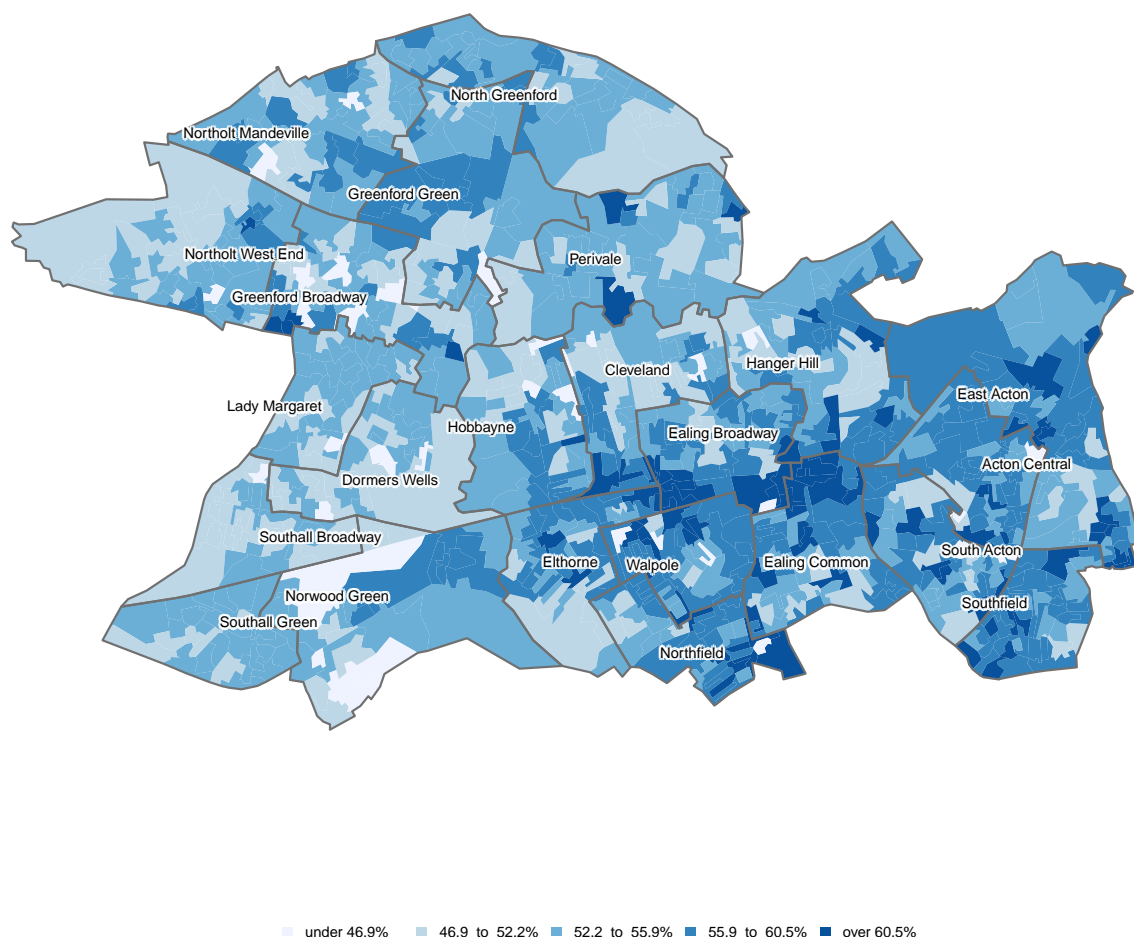 North Greenford
Northolt Mandeville
Greenford Green
Northolt West End
Perivale
Greenford Broadway
Hanger Hill
Cleveland
East Acton
Lady Margaret
Hobbayne
Ealing Broadway
Acton Central
Dormers Wells
Southall Broadway
South Acton
Elthorne
Walpole
Ealing Common
Norwood Green
Southfield
Southall Green
Northfield
under 46.9% 46.9 to 52.2% 52.2 to 55.9% 55.9 to 60.5% over 60.5%